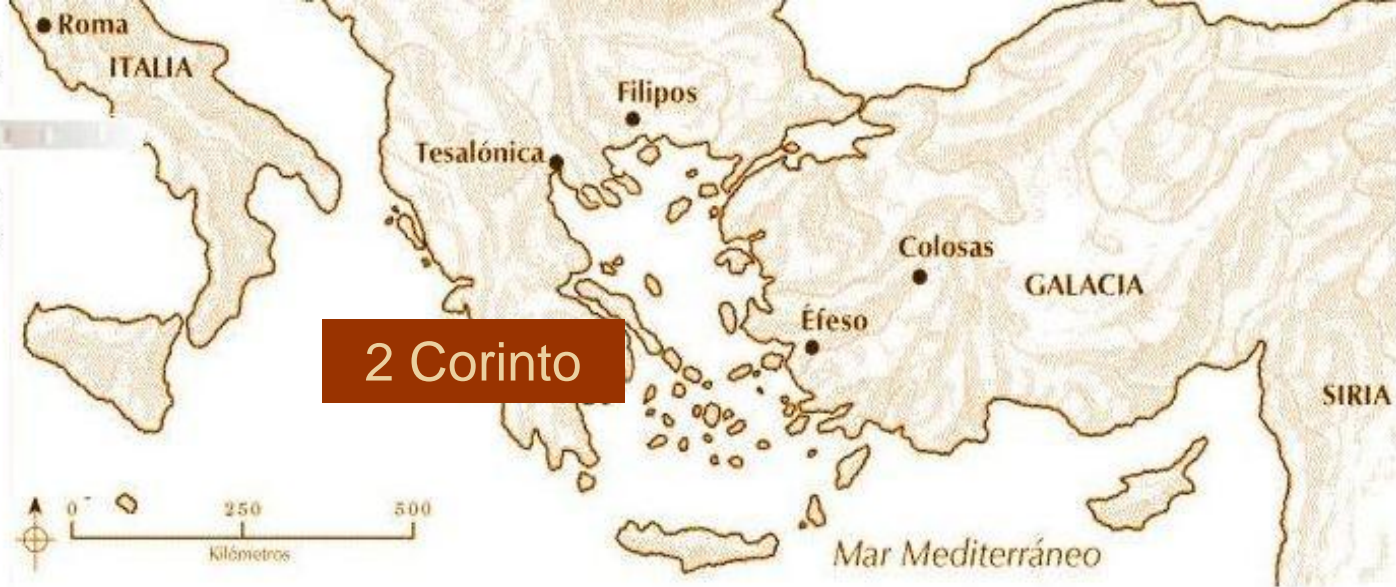 Roma
ITALIA
Filipos
Tesalónica
Colosas
GALACIA
Éfeso
2 Corinto
SIRIA
0
250
500
Kilómetros
Mar Mediterráneo